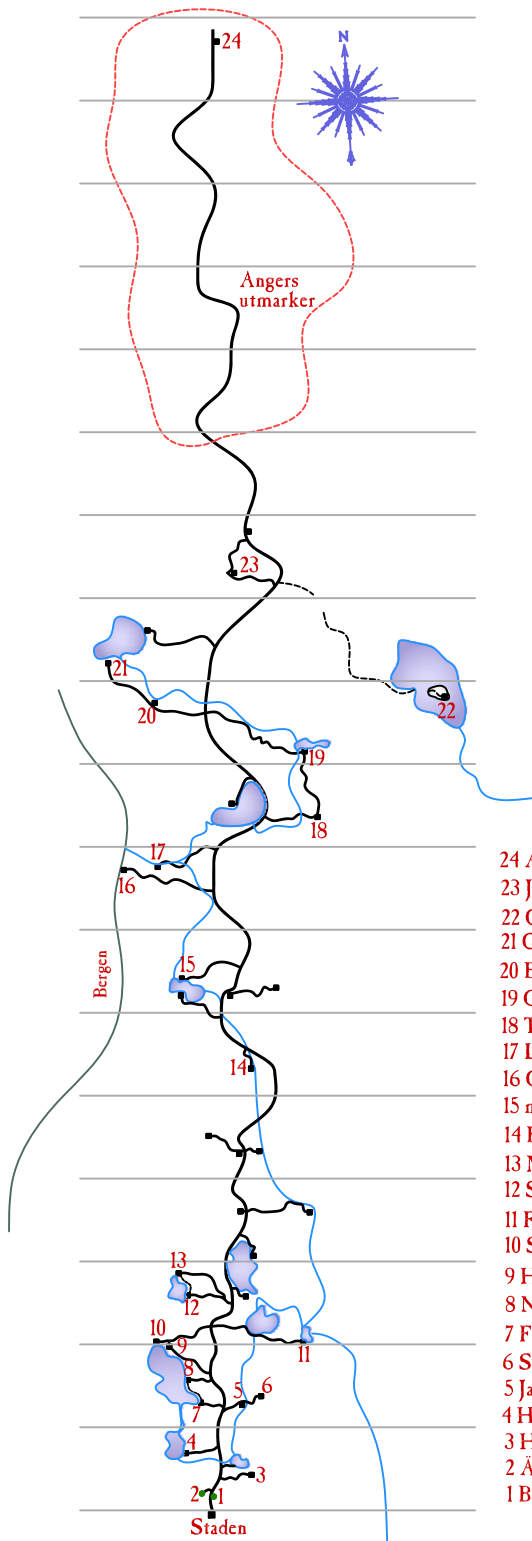 24
N
Angers
utmarker
23
21
22
20
19
18
17
16
Bergen
15
14
13
12
11
10
9
8
7
6
5
4
3
2
1
Staden
24 A
23 J
22
21
20
19
18 T
17 L
16
15
14
13
12 S
11
10 S
9 H
8 N
7 F
6 S
5 Ja
4 H
3 H
2 Ä
1 B